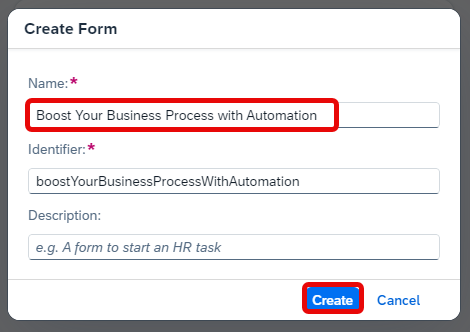 Create Form
Name:*
Boost Your Business Process with Automation
Identifier:*
boostYourBusinessProcessWithAutomation
Description:
e.g. A form to start an HR task
Create Cancel